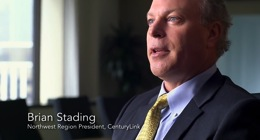 Brian Stading
Northwest Region President, CenturyLink